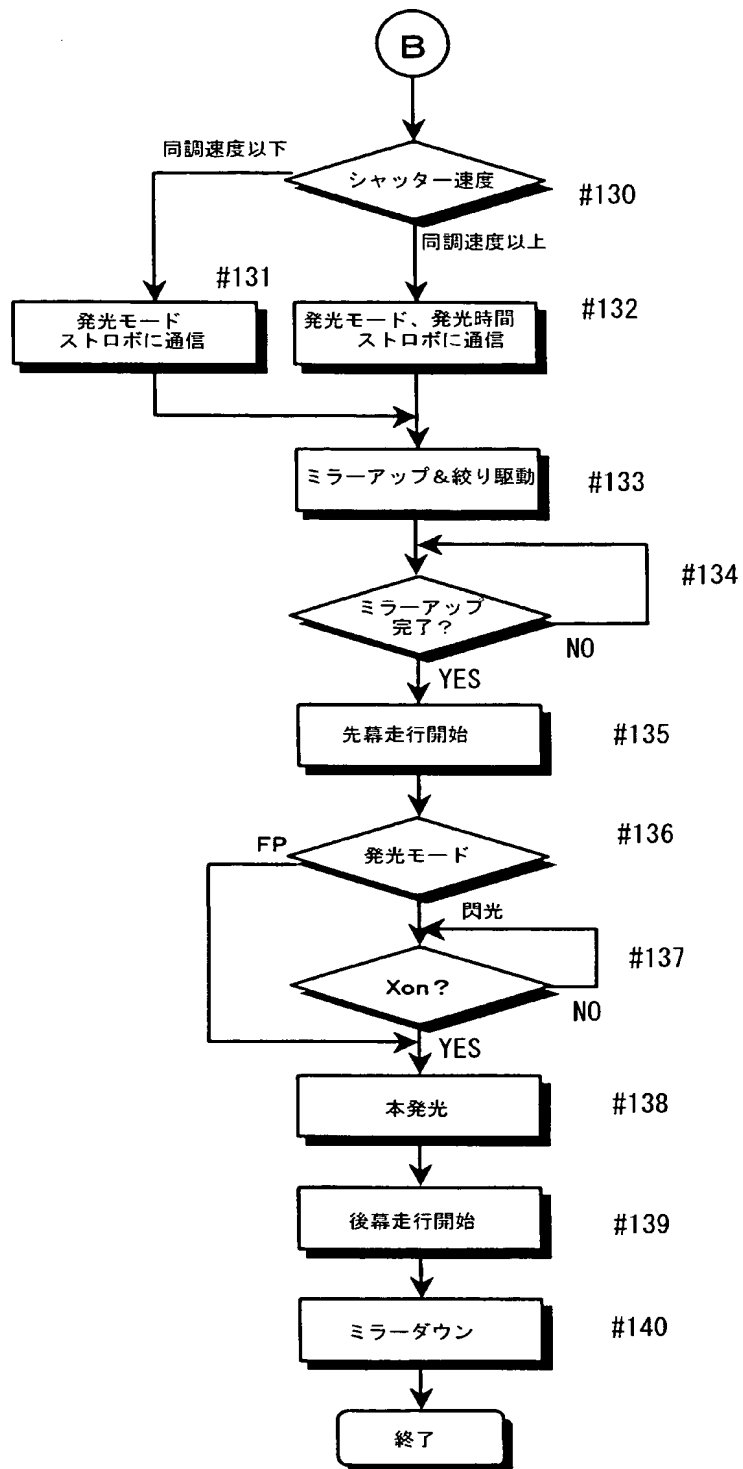 B
同調速度以下
シャッター速度
#130
同調速度以上
#131
発光モード
ストロボに通信
発光モード、発光時間
ストロボに通信
#132
ミラーアップ&絞り駆動
#133
#134
ミラーアップ
完了?
NO
YES
先幕走行開始
#135
#136
FP
発光モード
閃光
#137
Xon?
NO
YES
本発光
#138
後幕走行開始
#139
ミラーダウン
#140
終了